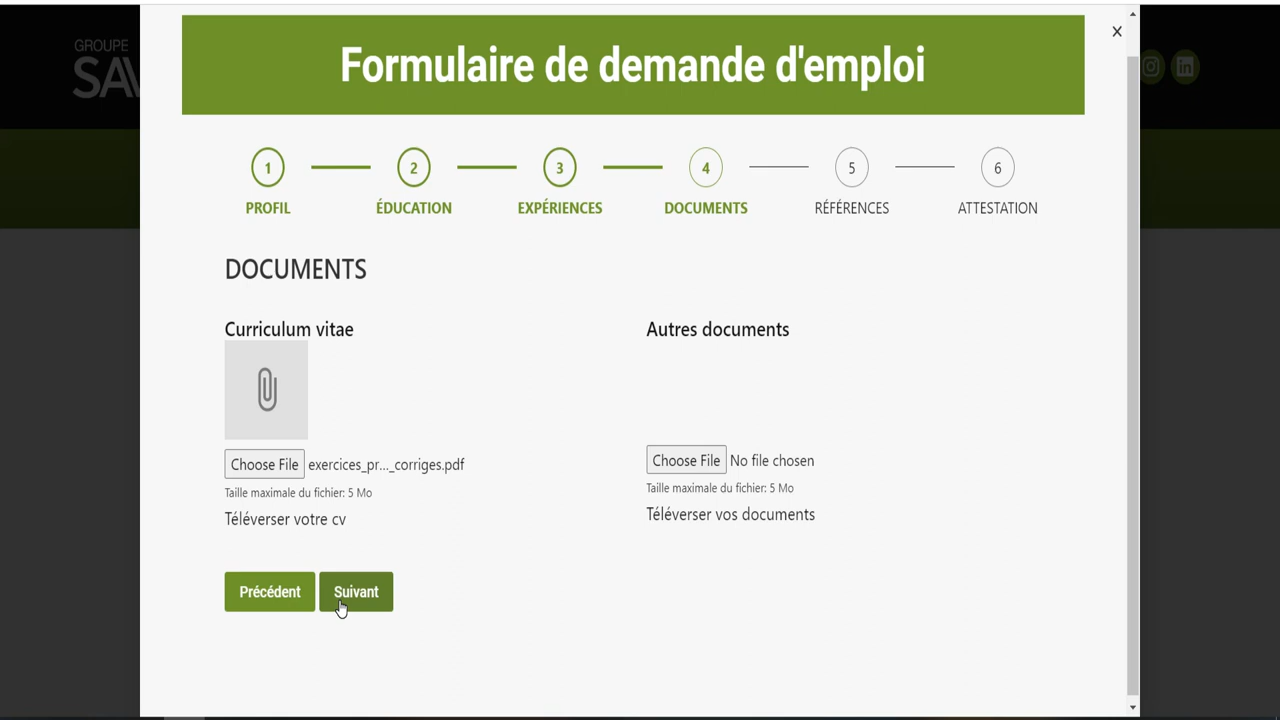 GROUPE
SAV
Formulaire de demande d'emploi
×
1 2 3 4 5 6
PROFIL ÉDUCATION EXPÉRIENCES DOCUMENTS RÉFÉRENCES ATTESTATION
DOCUMENTS
Curriculum vitae
Choose File exercices_pr..._corriges.pdf
Taille maximale du fichier: 5 Mo
Téléverser votre cv
Autres documents
Choose File No file chosen
Taille maximale du fichier: 5 Mo
Téléverser vos documents
Précédent Suivant